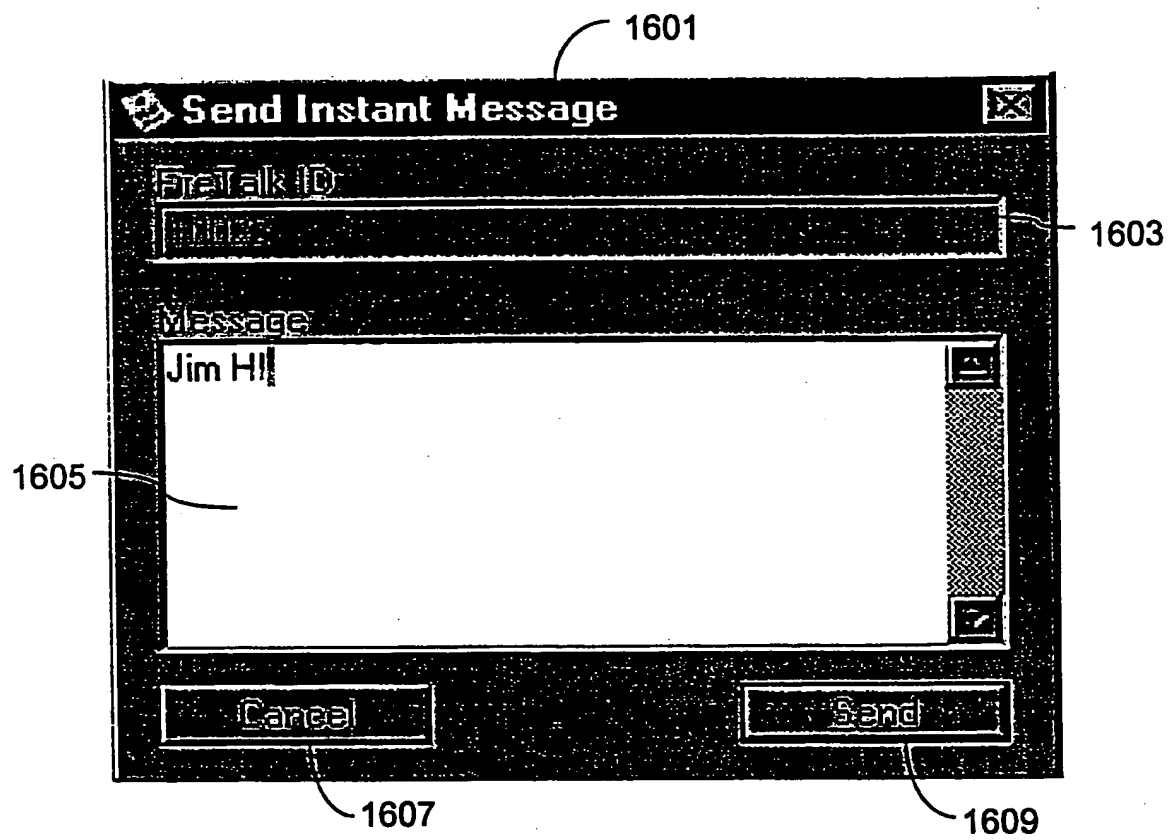 1601
Send Instant Message
FreTalk ID
1603
Message
Jim HI
1605
Cancel
Send
1607
1609